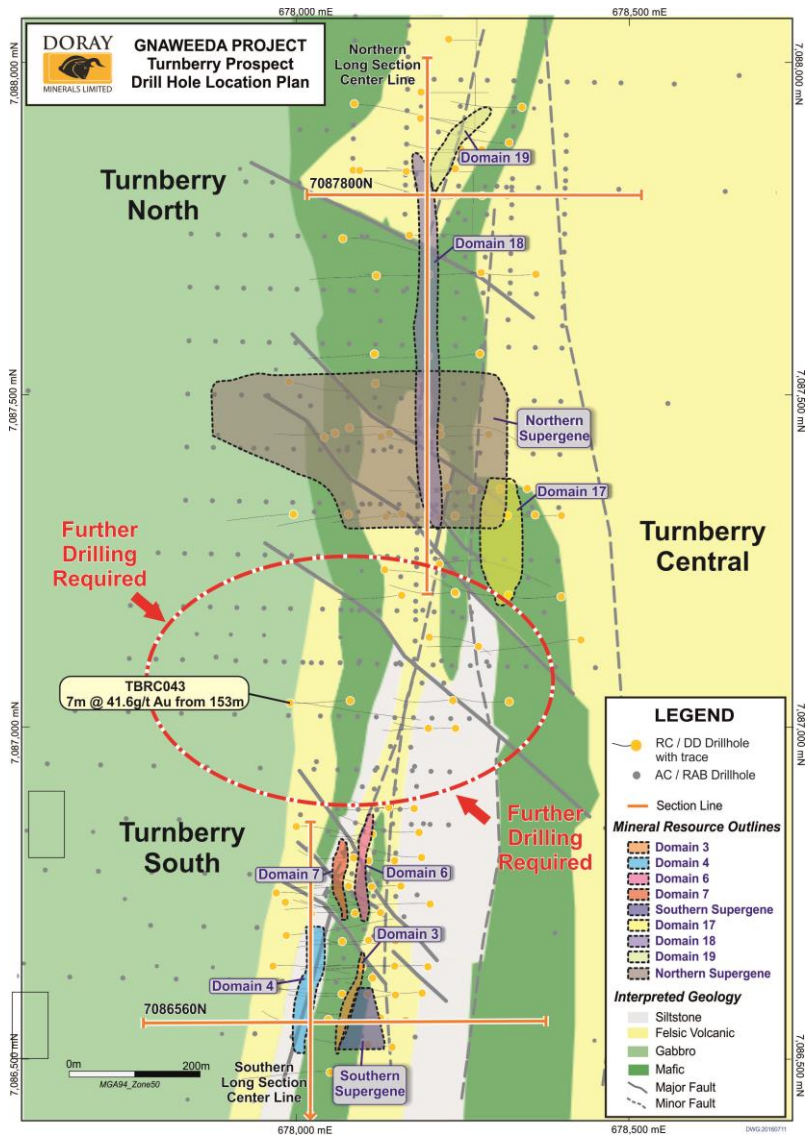 678,000 mE
678,500 mE
DORAY
MINERALS LIMITED
GNAWEEDA PROJECT
Turnberry Prospect
Drill Hole Location Plan
Northern
Long Section
Center Line
7,088,000 mN
7,088,000 mN
Domain 19
7087800N
Turnberry
North
Domain 18
7,087,500 mN
7,087,500 mN
Northern
Supergene
Domain 17
Further
Drilling
Required
Turnberry
Central
TBRC043
7m @ 41.6g/t Au from 153m
7,087,000 mN
7,087,000 mN
Further
Drilling
Required
Turnberry
South
Domain 7
Domain 6
Domain 3
Domain 4
7086560N
7,086,500 mN
7,086,500 mN
0m
200m
MGA94_Zone50
Southern
Long Section
Center Line
Southern
Supergene
LEGEND
RC / DD Drillhole
with trace
AC / RAB Drillhole
Section Line
Mineral Resource Outlines
Domain 3
Domain 4
Domain 6
Domain 7
Southern Supergene
Domain 17
Domain 18
Domain 19
Northern Supergene
Interpreted Geology
Siltstone
Felsic Volcanic
Gabbro
Mafic
Major Fault
Minor Fault
678,000 mE
678,500 mE
DWG:20160711